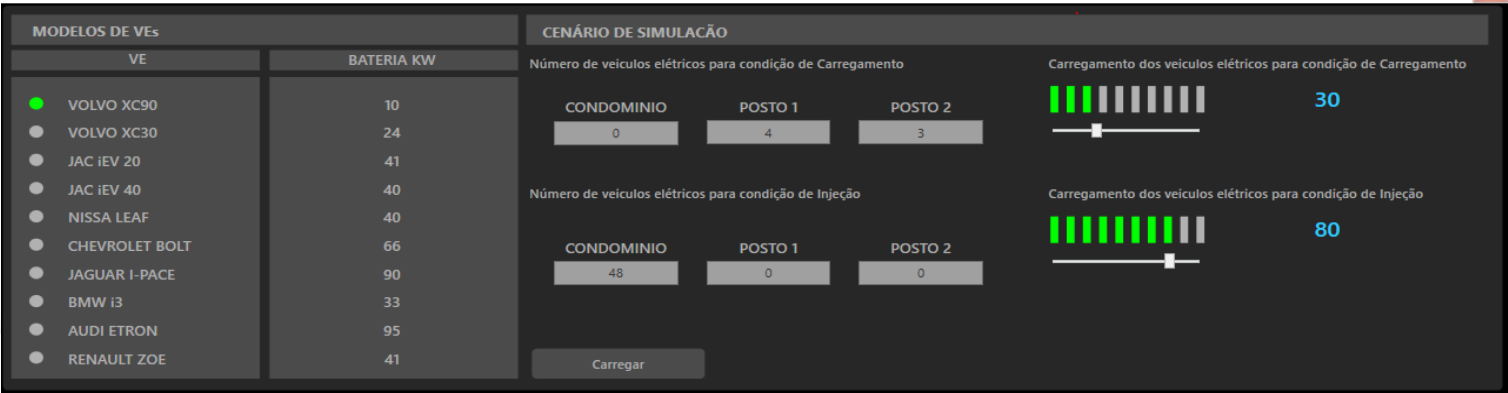 MODELOS DE VEs
VE BATERIA KW
VOLVO XC90 10
VOLVO XC30 24
JAC iEV 20 41
JAC iEV 40 40
NISSA LEAF 40
CHEVROLET BOLT 66
JAGUAR I-PACE 90
BMW i3 33
AUDI ETRON 95
RENAULT ZOE 41
CENÁRIO DE SIMULACÃO
Número de veiculos elétricos para condição de Carregamento
CONDOMINIO POSTO 1 POSTO 2
0 4 3
Carregamento dos veiculos elétricos para condição de Carregamento
30
Número de veiculos elétricos para condição de Injeção
CONDOMINIO POSTO 1 POSTO 2
48 0 0
Carregamento dos veiculos elétricos para condição de Injeção
80
Carregar